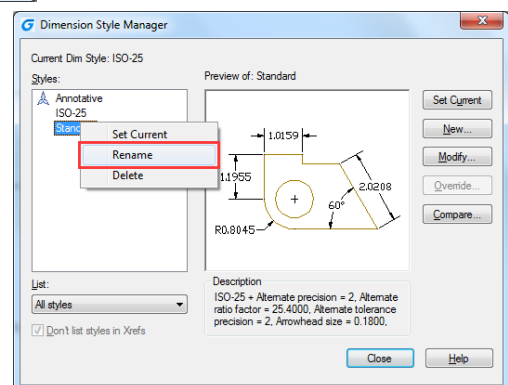 Dimension Style Manager
Current Dim Style: ISO-25
Styles:
Annotative
ISO-25
Set Current
Rename
Delete
Preview of: Standard
1.0159
1.1955
2.0208
60°
R0.8045
Set Current
New...
Modify...
Override...
Compare...
List:
All styles
Don't list styles in Xrefs
Description
ISO-25 + Alternate precision = 2, Alternate
ratio factor = 25.4000, Alternate tolerance
precision = 2, Arrowhead size = 0.1800,
Close
Help